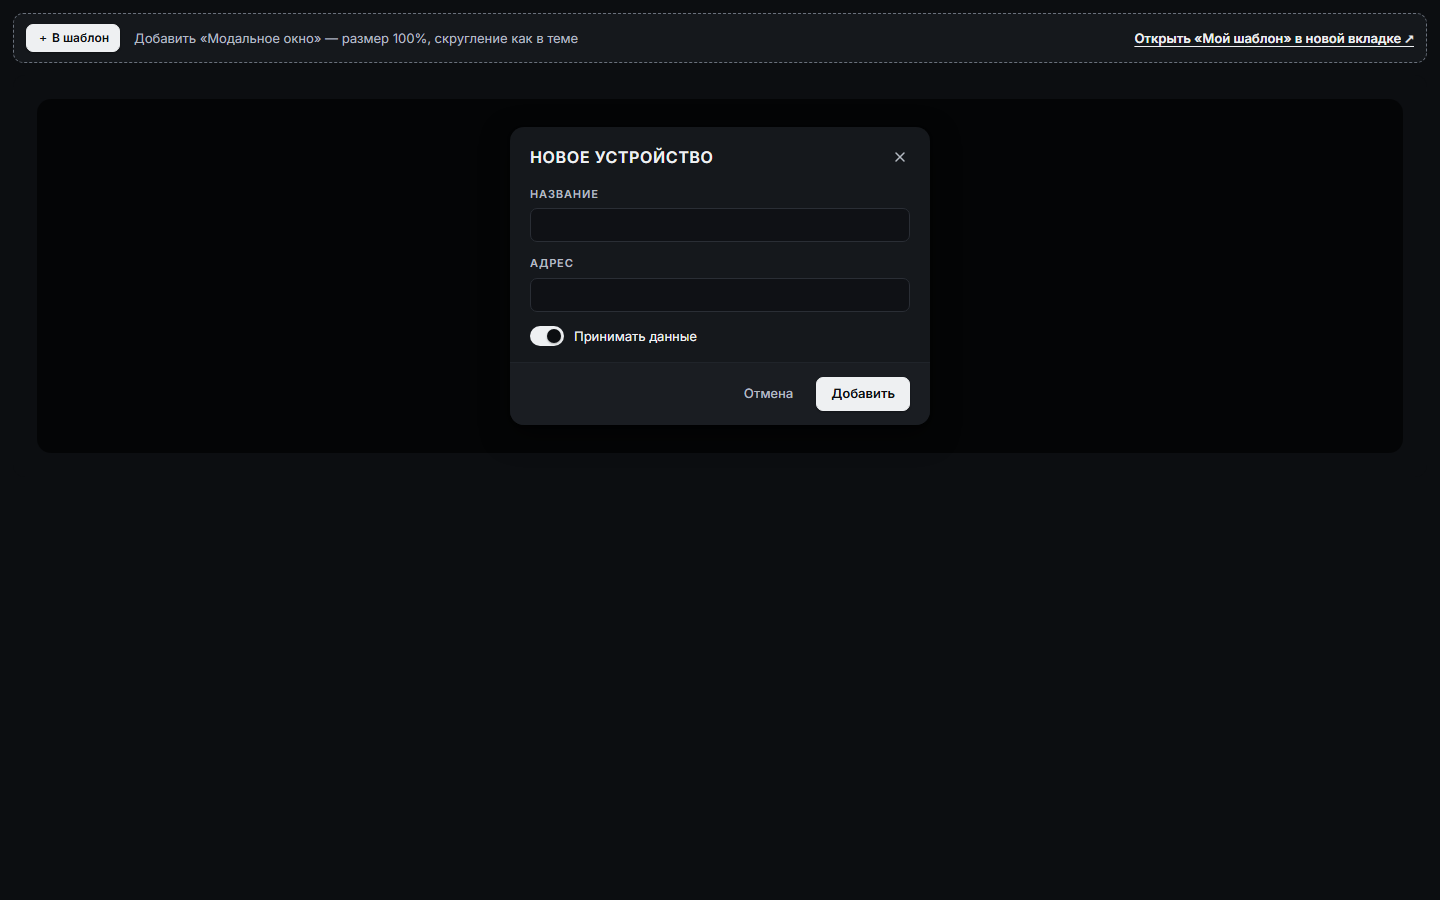 + В шаблон
Добавить «Модальное окно» — размер 100%, скругление как в теме
Открыть «Мой шаблон» в новой вкладке ↗
НОВОЕ УСТРОЙСТВО
НАЗВАНИЕ
АДРЕС
Принимать данные
Отмена
Добавить